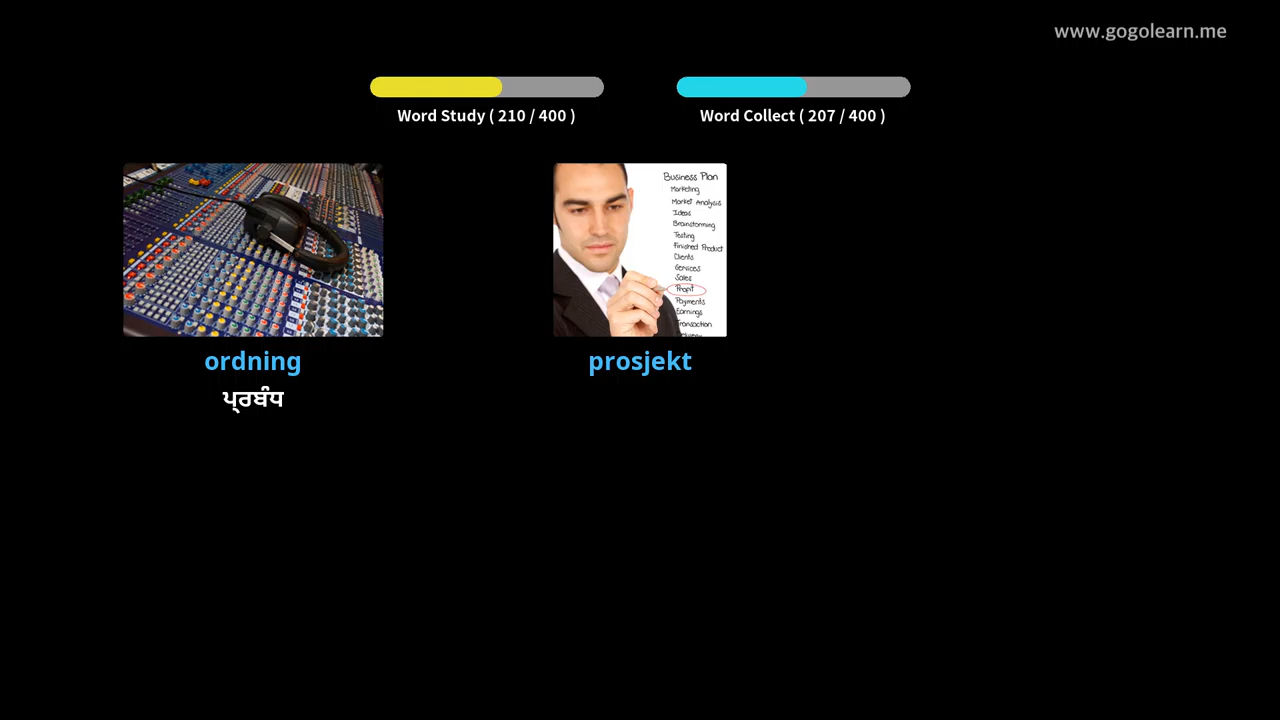 www.gogolearn.me
Word Study ( 210 / 400 )
Word Collect ( 207 / 400 )
Business Plan
Marketing
Market Analysis
Ideas
Brainstorming
Testing
Finished Product
Clients
Services
Sales
Profit
Payments
Earnings
Transaction
ordning
prosjekt
ਪ੍ਰਬੰਧ